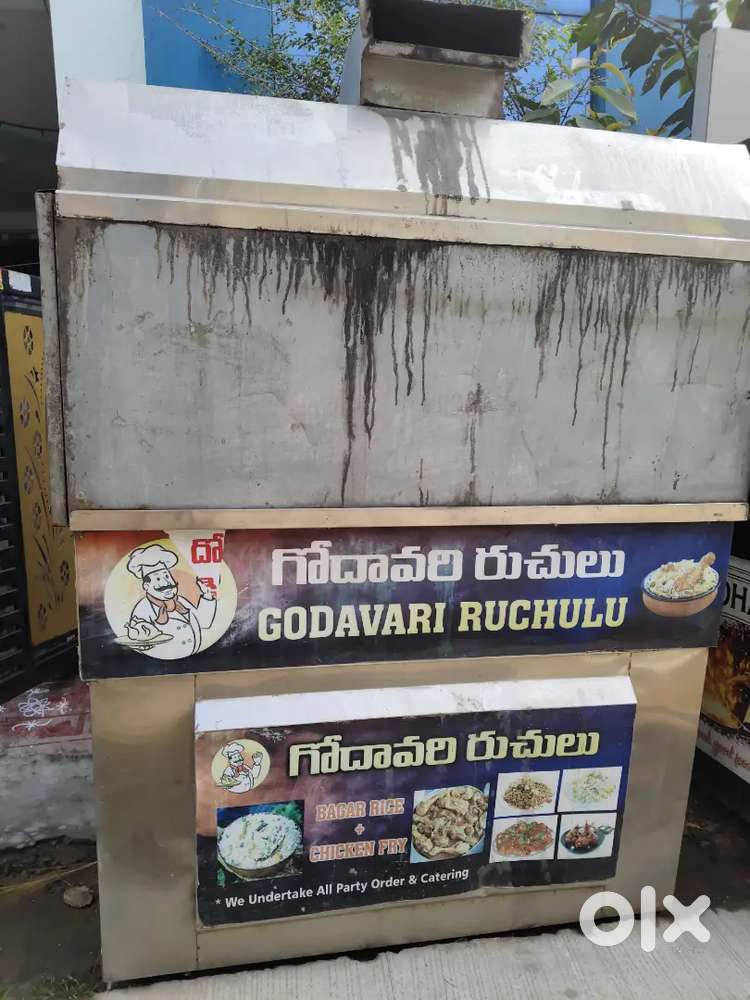 దో
గోదావరి రుచులు
GODAVARI RUCHULU
గోదావరి రుచులు
BAGAR RICE
+
CHICKEN FRY
* We Undertake All Party Order & Catering
olx